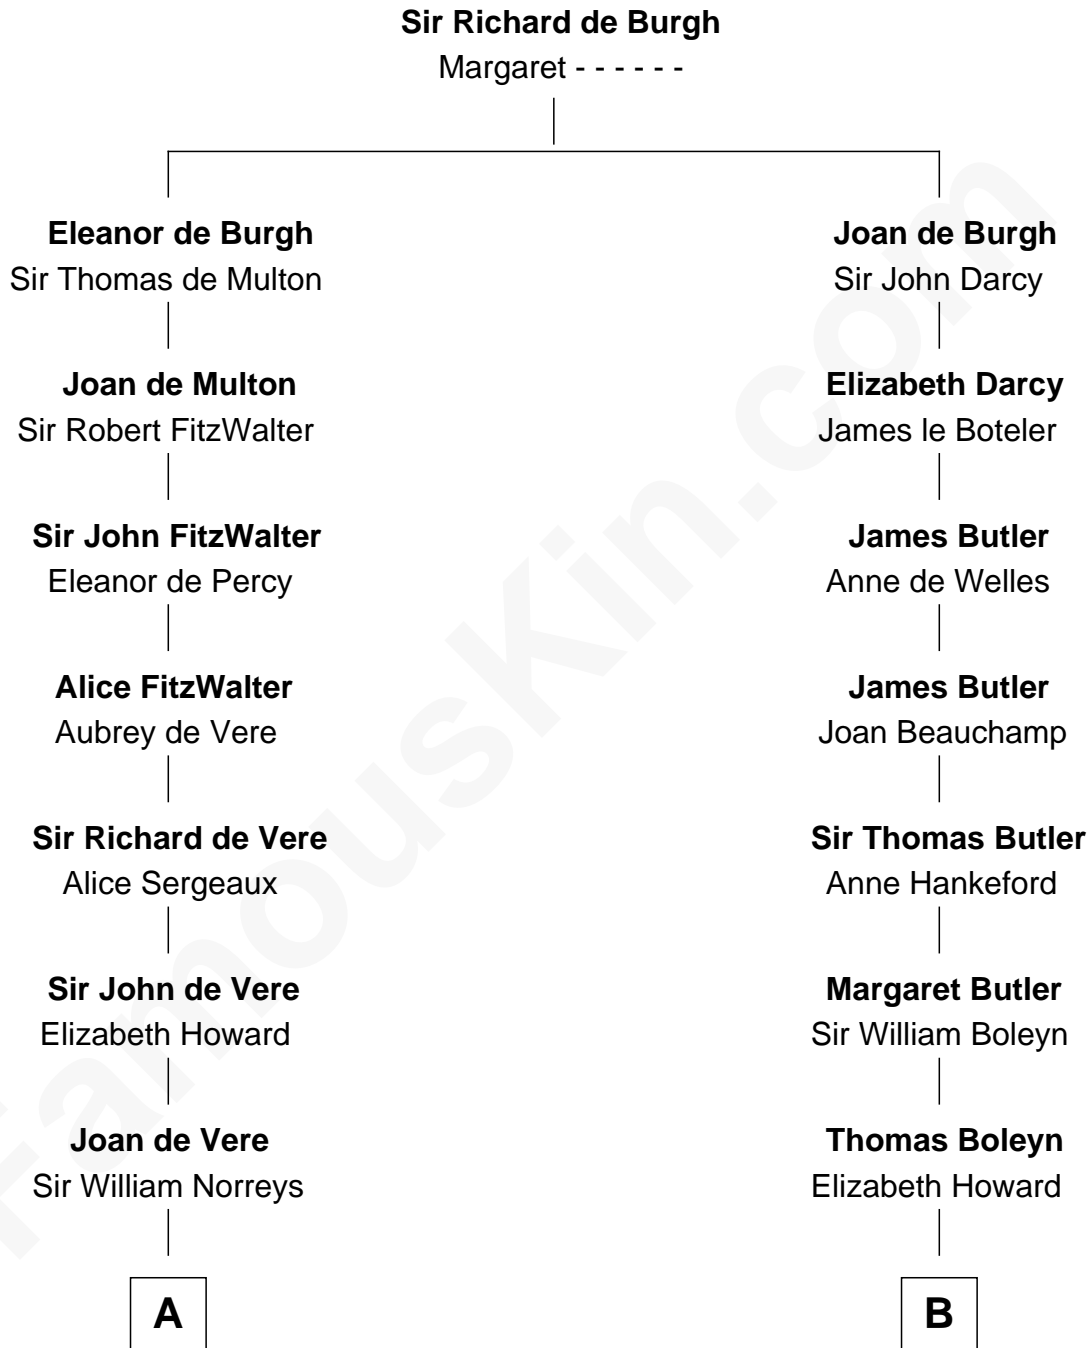 Sir Richard de Burgh
Margaret - - - - - -
Eleanor de Burgh
Sir Thomas de Multon
Joan de Burgh
Sir John Darcy
Joan de Multon
Sir Robert FitzWalter
Elizabeth Darcy
James le Boteler
Sir John FitzWalter
Eleanor de Percy
James Butler
Anne de Welles
Alice FitzWalter
Aubrey de Vere
James Butler
Joan Beauchamp
Sir Richard de Vere
Alice Sergeaux
Sir Thomas Butler
Anne Hankeford
Sir John de Vere
Elizabeth Howard
Margaret Butler
Sir William Boleyn
Joan de Vere
Sir William Norreys
Thomas Boleyn
Elizabeth Howard
A
B
FamousKin.com